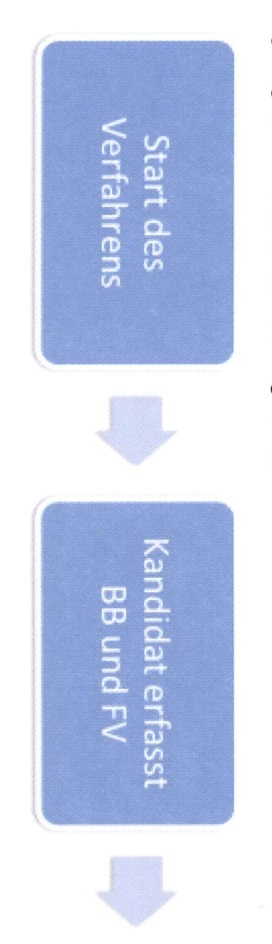 Start des
Verfahrens
Kandidat erfasst
BB und FV